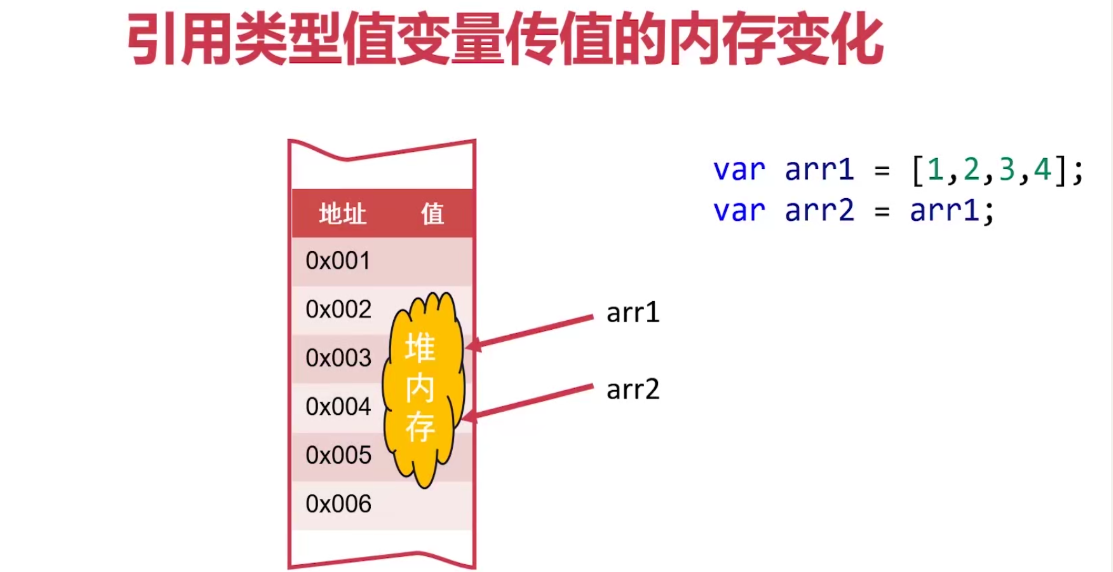 引用类型值变量传值的内存变化
var arr1 = [1,2,3,4];
var arr2 = arr1;
地址 值
0x001
0x002
0x003
0x004
0x005
0x006
堆
内
存
arr1
arr2